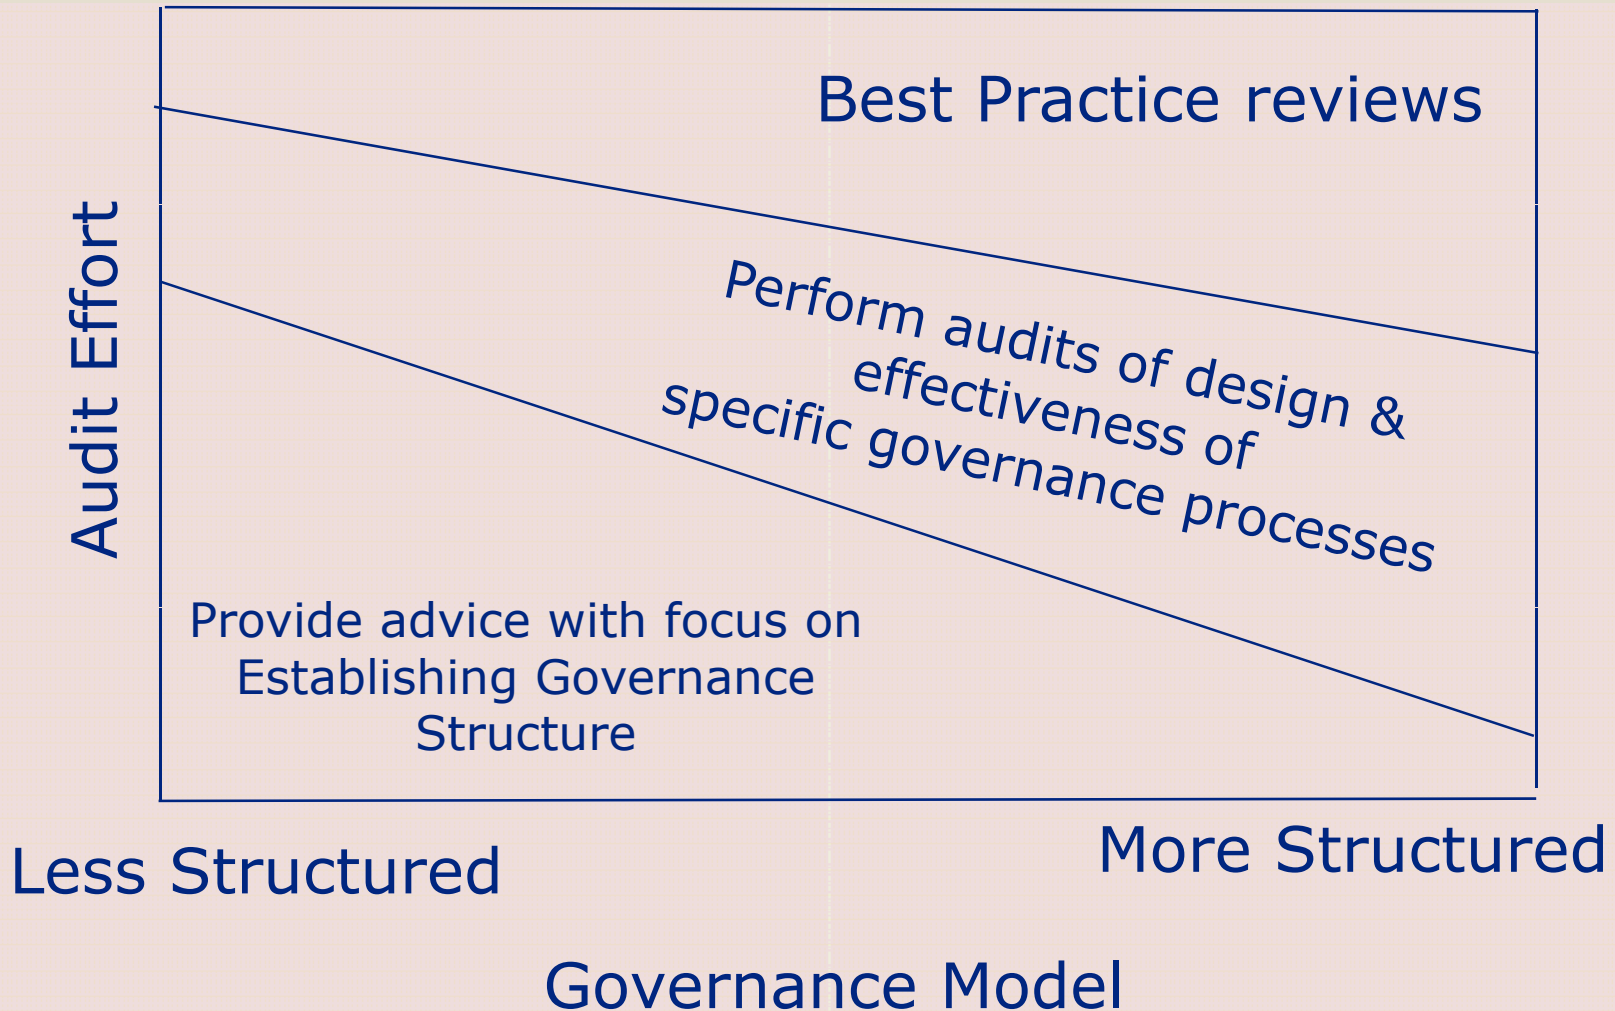 Best Practice reviews
Audit Effort
Perform audits of design &
effectiveness of
specific governance processes
Provide advice with focus on
Establishing Governance
Structure
Less Structured
More Structured
Governance Model